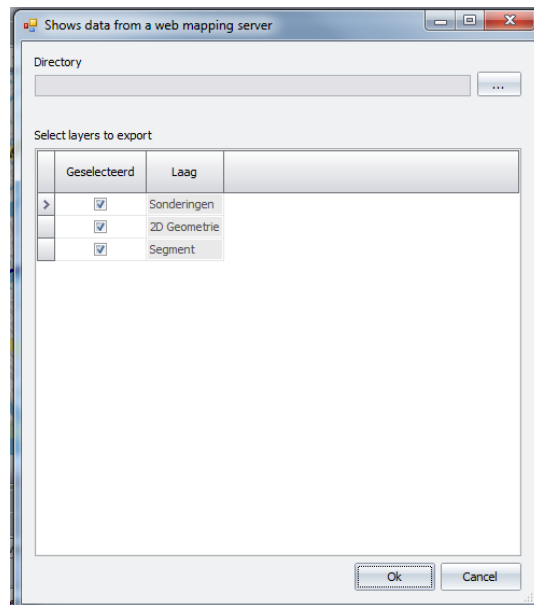 Shows data from a web mapping server
Directory
...
Select layers to export
Geselecteerd Laag
Sonderingen
2D Geometrie
Segment
Ok Cancel